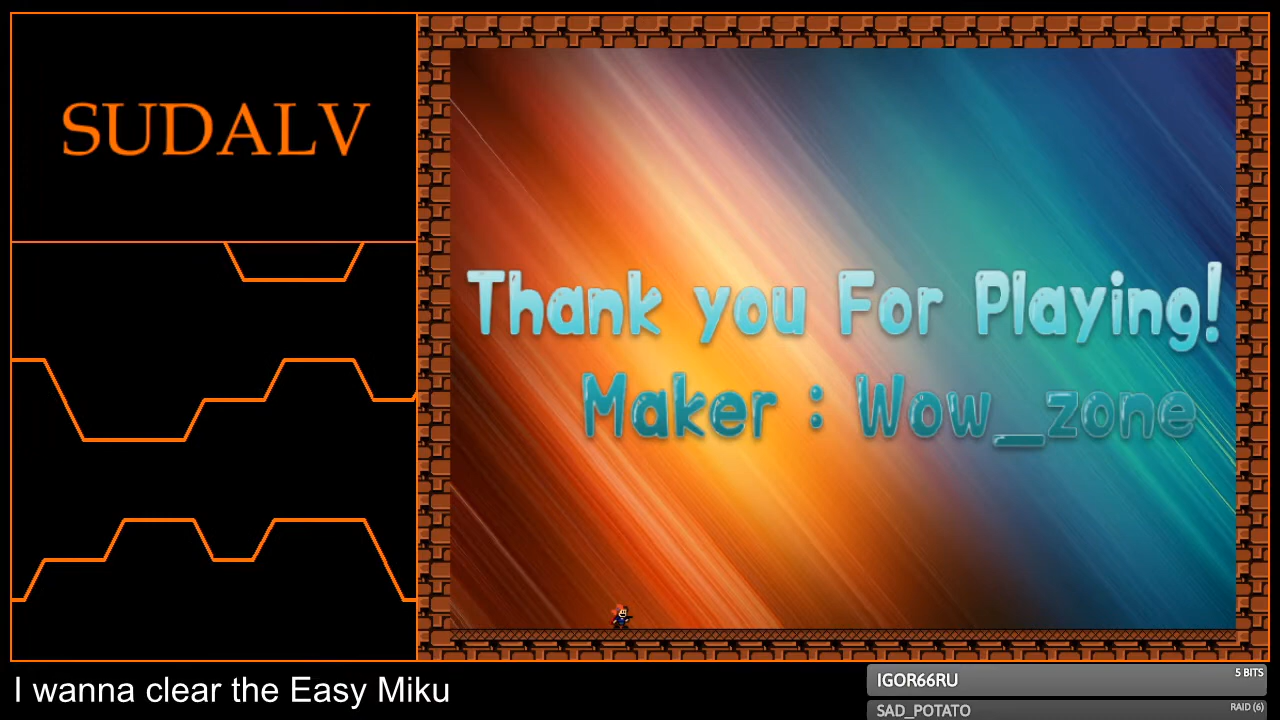 SUDALV
Thank you For Playing!
Maker : Wow_zone
I wanna clear the Easy Miku
IGOR66RU
5 BITS
SAD_POTATO
RAID (6)